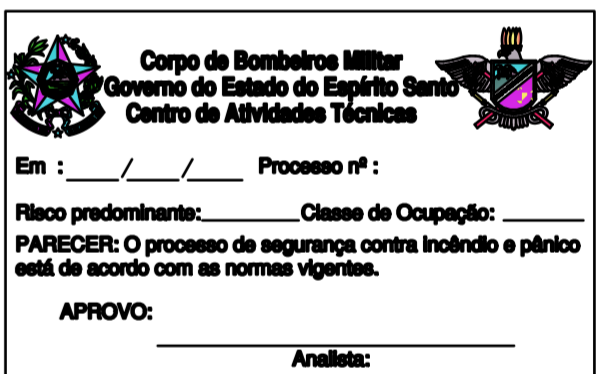 Corpo de Bombeiros Militar
Governo do Estado do Espírito Santo
Centro de Atividades Técnicas
Em : ____/____/____ Processo nº :
Risco predominante:_________Classe de Ocupação: ________
PARECER: O processo de segurança contra incêndio e pânico
está de acordo com as normas vigentes.
APROVO:
Analista: